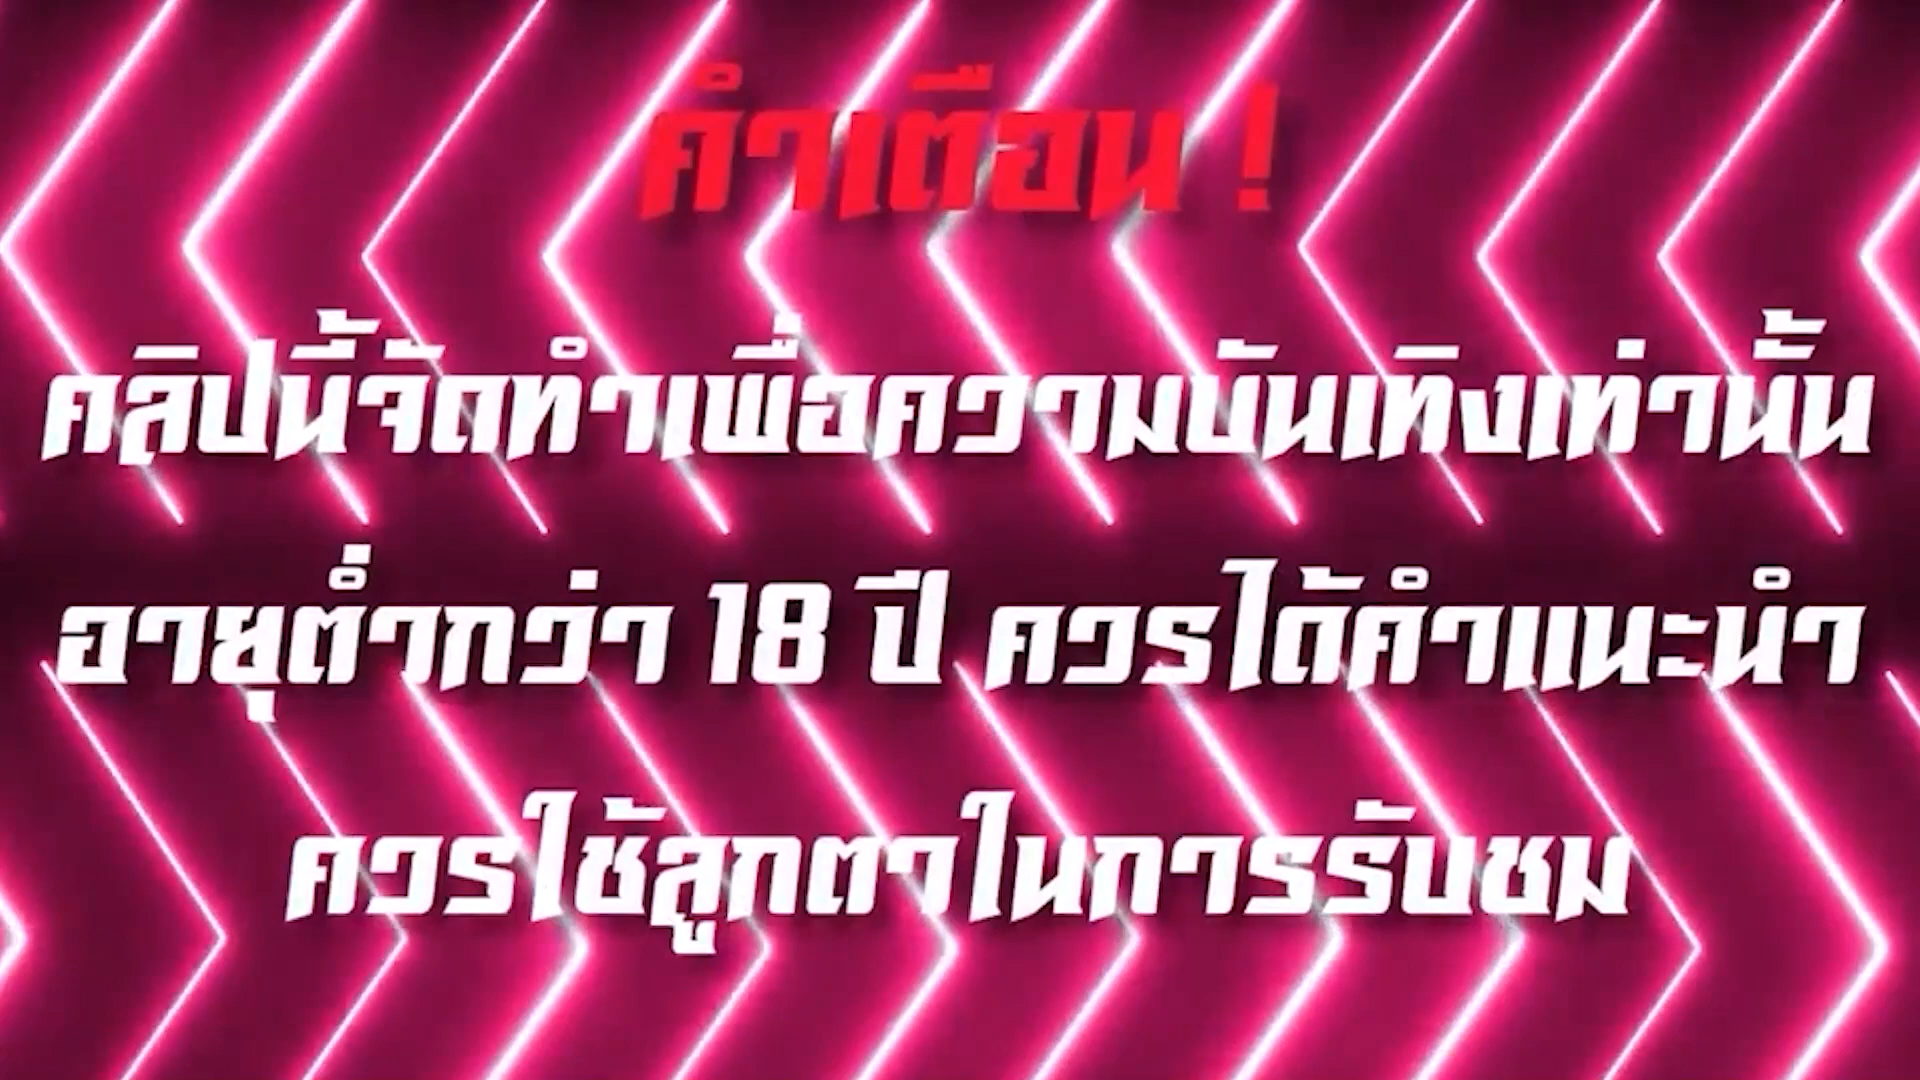 คำเตือน !
คลิปนี้จัดทำเพื่อความบันเทิงเท่านั้น
อายุต่ำกว่า 18 ปี ควรได้คำแนะนำ
ควรใช้ลูกตาในการรับชม